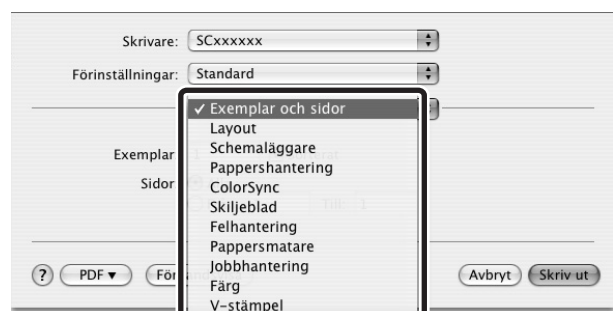 Skrivare: SCxxxxxx
Förinställningar: Standard
✓ Exemplar och sidor
Layout
Schemaläggare
Exemplar
Pappershantering
Sidor
ColorSync
Skiljeblad
Felhantering
Pappersmatare
Jobbhantering
? PDF▼ För Avbryt Skriv ut
Färg
V-stämpel